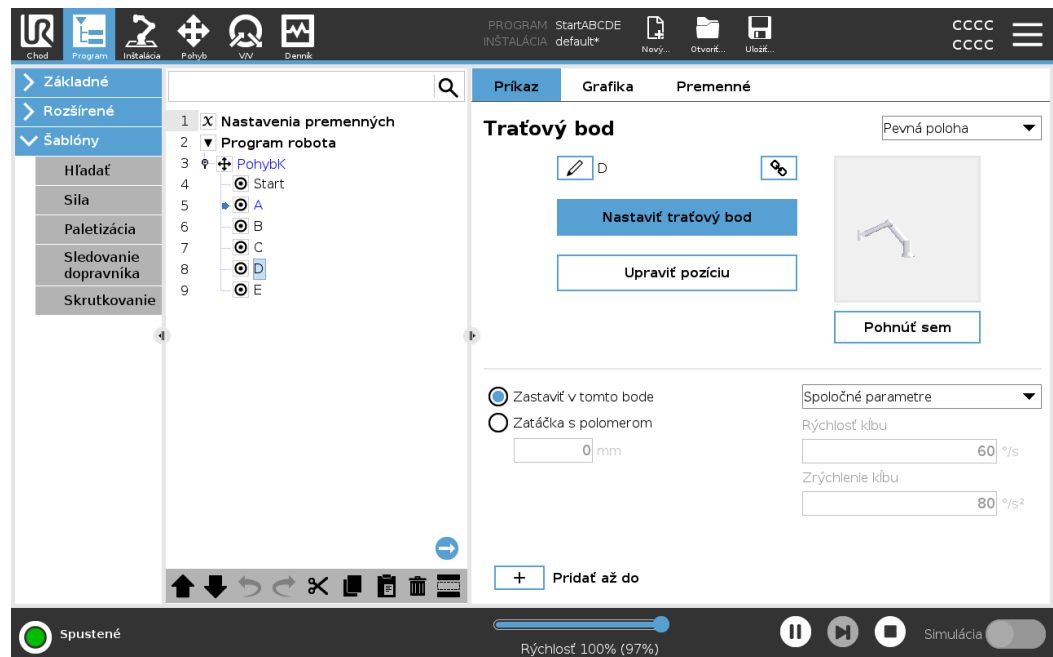 UR
PROGRAM StartABCDE
INŠTALÁCIA default*
CCCC
CCCC
Chod Program Inštalácia Pohyb V/V Denník Nový... Otvoriť... Uložiť...
Základné
Rozšírené
Šablóny
Hľadať
Sila
Paletizácia
Sledovanie
dopravníka
Skrutkovanie
1 X Nastavenia premenných
2 Program robota
3 PohybK
4 Start
5 A
6 B
7 C
8 D
9 E
Príkaz Grafika Premenné
Traťový bod
Pevná poloha
D
Nastaviť traťový bod
Upraviť pozíciu
Pohnúť sem
Zastaviť v tomto bode
Zatáčka s polomerom
0 mm
Spoločné parametre
Rýchlosť kĺbu
60 °/s
Zrýchlenie kĺbu
80 °/s²
+ Pridať až do
Spustené
Rýchlosť 100% (97%)
Simulácia